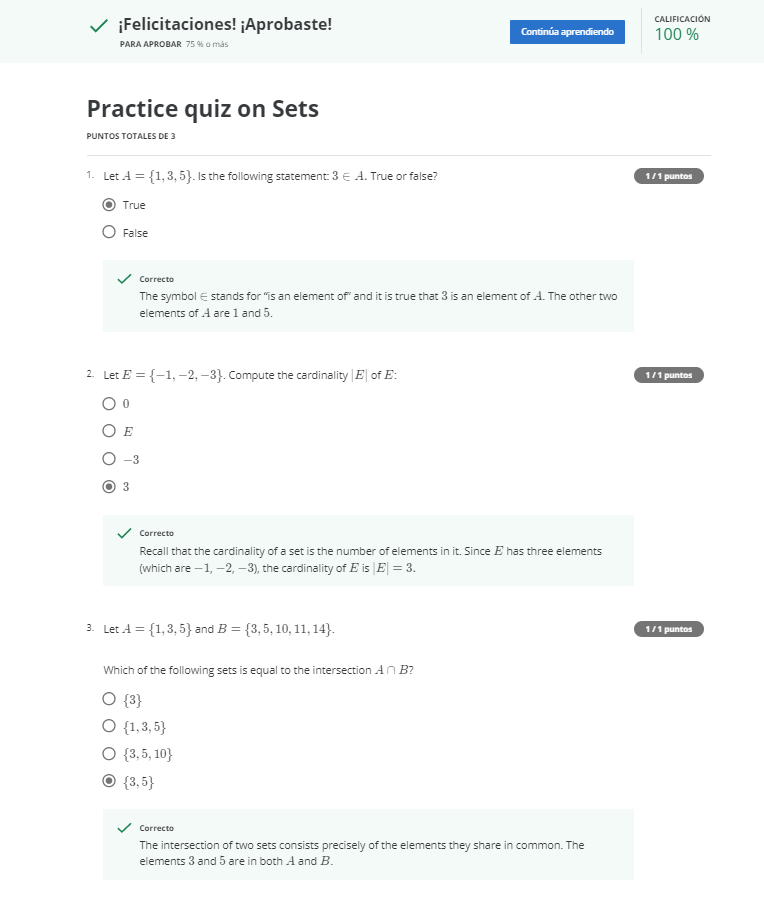 ¡Felicitaciones! ¡Aprobaste!
PARA APROBAR 75 % o más
Continúa aprendiendo
CALIFICACIÓN
100 %
Practice quiz on Sets
PUNTOS TOTALES DE 3
1. Let A = {1, 3, 5}. Is the following statement: 3 ∈ A. True or false?
1 / 1 puntos
True
False
Correcto
The symbol ∈ stands for “is an element of” and it is true that 3 is an element of A. The other two
elements of A are 1 and 5.
2. Let E = {−1, −2, −3}. Compute the cardinality |E| of E:
1 / 1 puntos
0
E
−3
3
Correcto
Recall that the cardinality of a set is the number of elements in it. Since E has three elements
(which are −1, −2, −3), the cardinality of E is |E| = 3.
3. Let A = {1, 3, 5} and B = {3, 5, 10, 11, 14}.
1 / 1 puntos
Which of the following sets is equal to the intersection A ∩ B?
{3}
{1, 3, 5}
{3, 5, 10}
{3, 5}
Correcto
The intersection of two sets consists precisely of the elements they share in common. The
elements 3 and 5 are in both A and B.